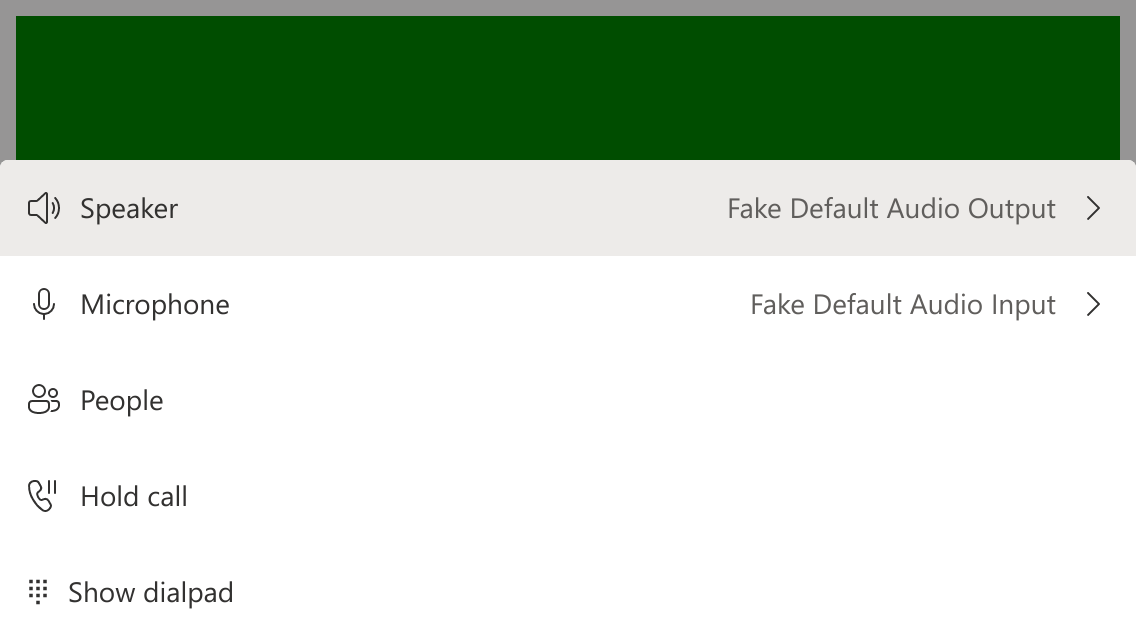 Speaker Fake Default Audio Output
Microphone Fake Default Audio Input
People
Hold call
Show dialpad